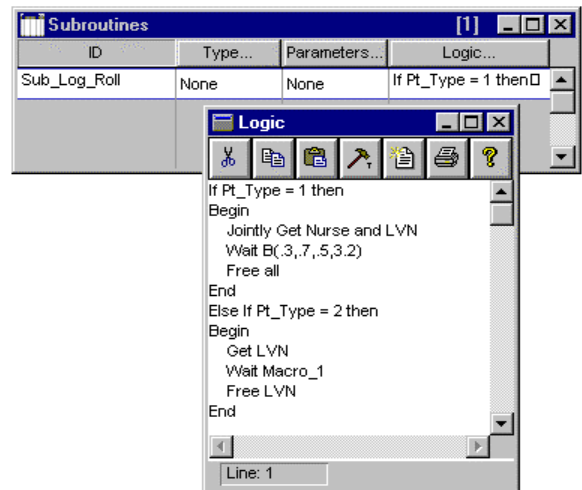 Subroutines [1]
ID Type... Parameters... Logic...
Sub_Log_Roll None None If Pt_Type = 1 then
Logic
If Pt_Type = 1 then
Begin
Jointly Get Nurse and LVN
Wait B(.3,.7,.5,3.2)
Free all
End
Else If Pt_Type = 2 then
Begin
Get LVN
Wait Macro_1
Free LVN
End
Line: 1